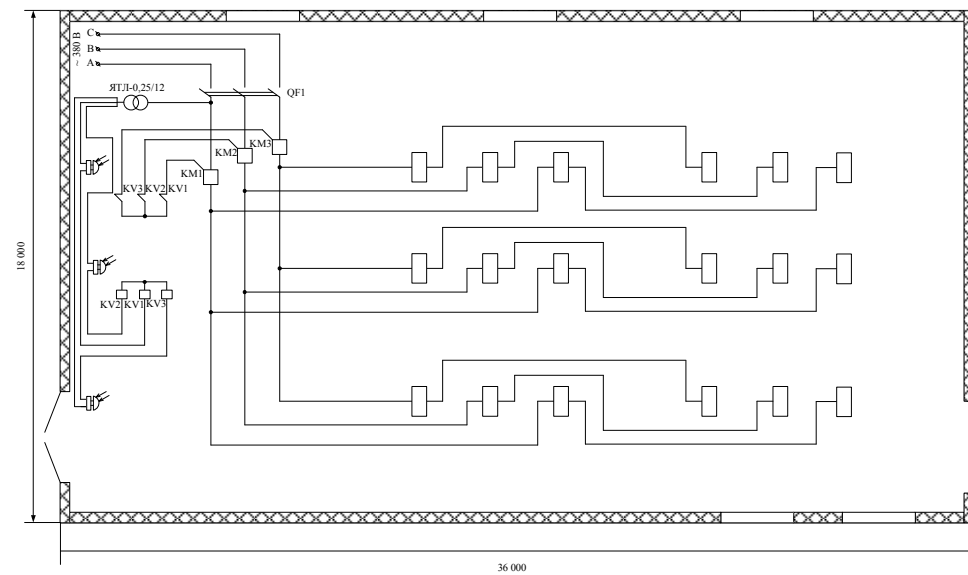 C
~ 380 В
B
A
ЯТЛ-0,25/12
QF1
KM3
KM2
KM1
KV3 KV2 KV1
18 000
KV2 KV1 KV3
36 000